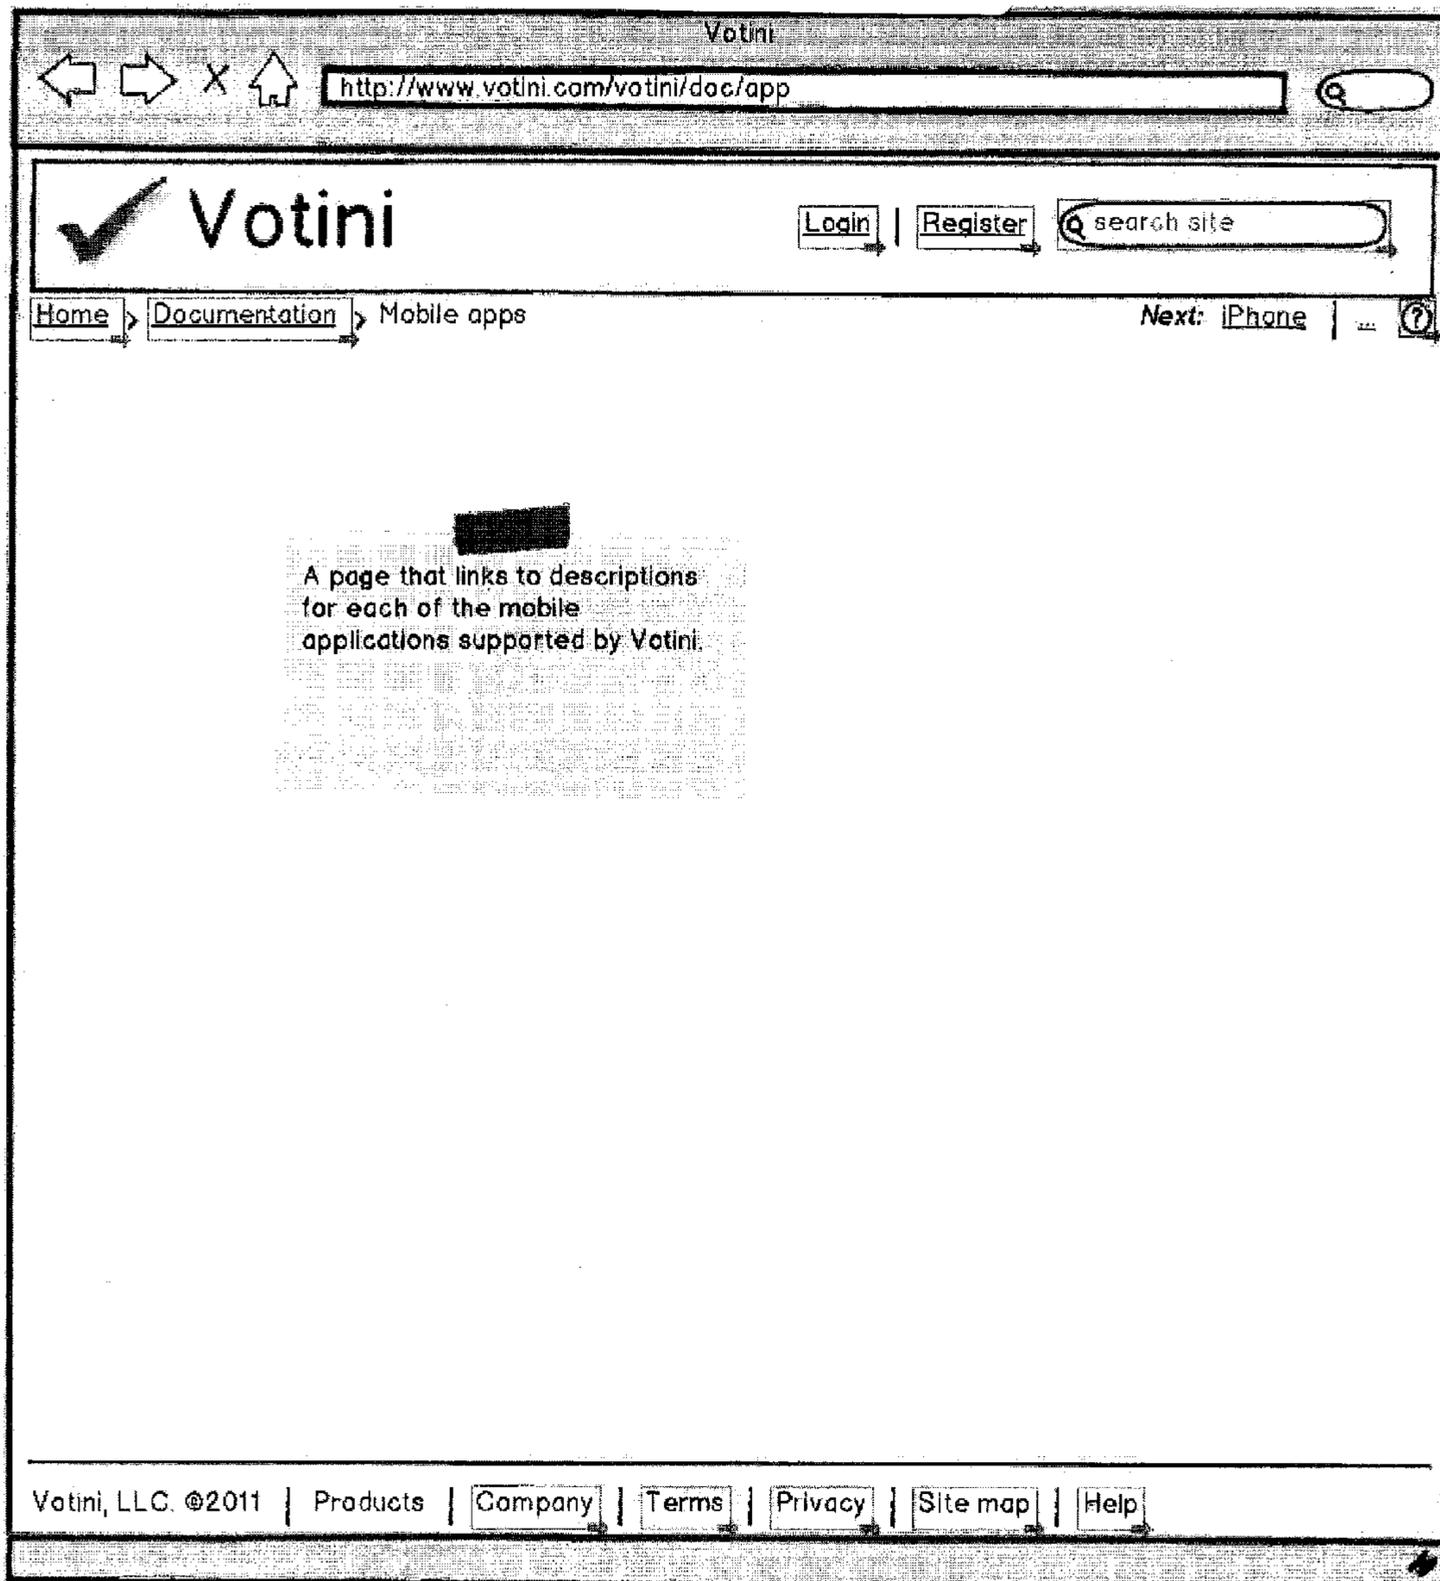 Votini
http://www.votini.com/votini/doc/app
Votini
Login | Register
search site
Home > Documentation > Mobile apps
Next: iPhone | ... ?
A page that links to descriptions
for each of the mobile
applications supported by Votini.
Votini, LLC. ©2011 | Products | Company | Terms | Privacy | Site map | Help